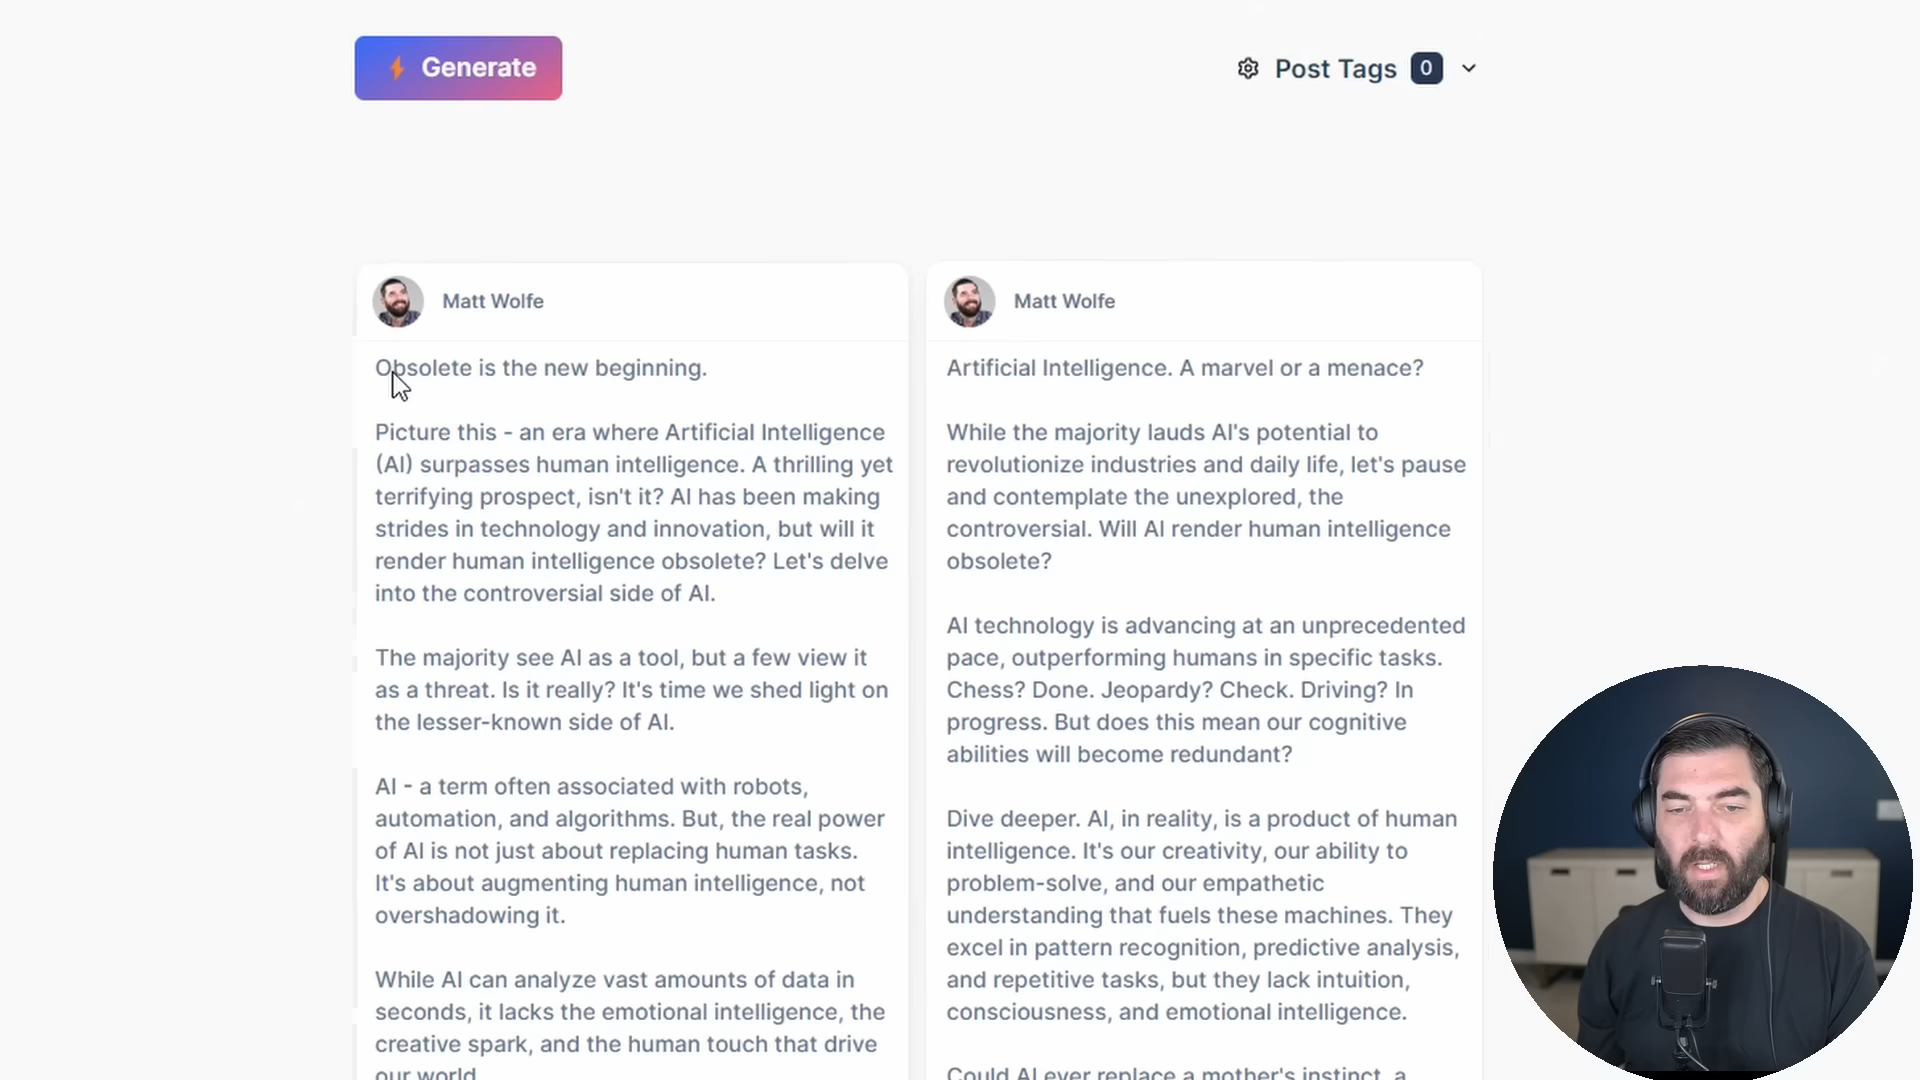 Generate
Post Tags 0
Matt Wolfe
Obsolete is the new beginning.
Picture this - an era where Artificial Intelligence
(AI) surpasses human intelligence. A thrilling yet
terrifying prospect, isn't it? AI has been making
strides in technology and innovation, but will it
render human intelligence obsolete? Let's delve
into the controversial side of AI.
The majority see AI as a tool, but a few view it
as a threat. Is it really? It's time we shed light on
the lesser-known side of AI.
AI - a term often associated with robots,
automation, and algorithms. But, the real power
of AI is not just about replacing human tasks.
It's about augmenting human intelligence, not
overshadowing it.
While AI can analyze vast amounts of data in
seconds, it lacks the emotional intelligence, the
creative spark, and the human touch that drive
our world.
Matt Wolfe
Artificial Intelligence. A marvel or a menace?
While the majority lauds AI's potential to
revolutionize industries and daily life, let's pause
and contemplate the unexplored, the
controversial. Will AI render human intelligence
obsolete?
AI technology is advancing at an unprecedented
pace, outperforming humans in specific tasks.
Chess? Done. Jeopardy? Check. Driving? In
progress. But does this mean our cognitive
abilities will become redundant?
Dive deeper. AI, in reality, is a product of human
intelligence. It's our creativity, our ability to
problem-solve, and our empathetic
understanding that fuels these machines. They
excel in pattern recognition, predictive analysis,
and repetitive tasks, but they lack intuition,
consciousness, and emotional intelligence.
Could AI ever replace a mother's instinct, a